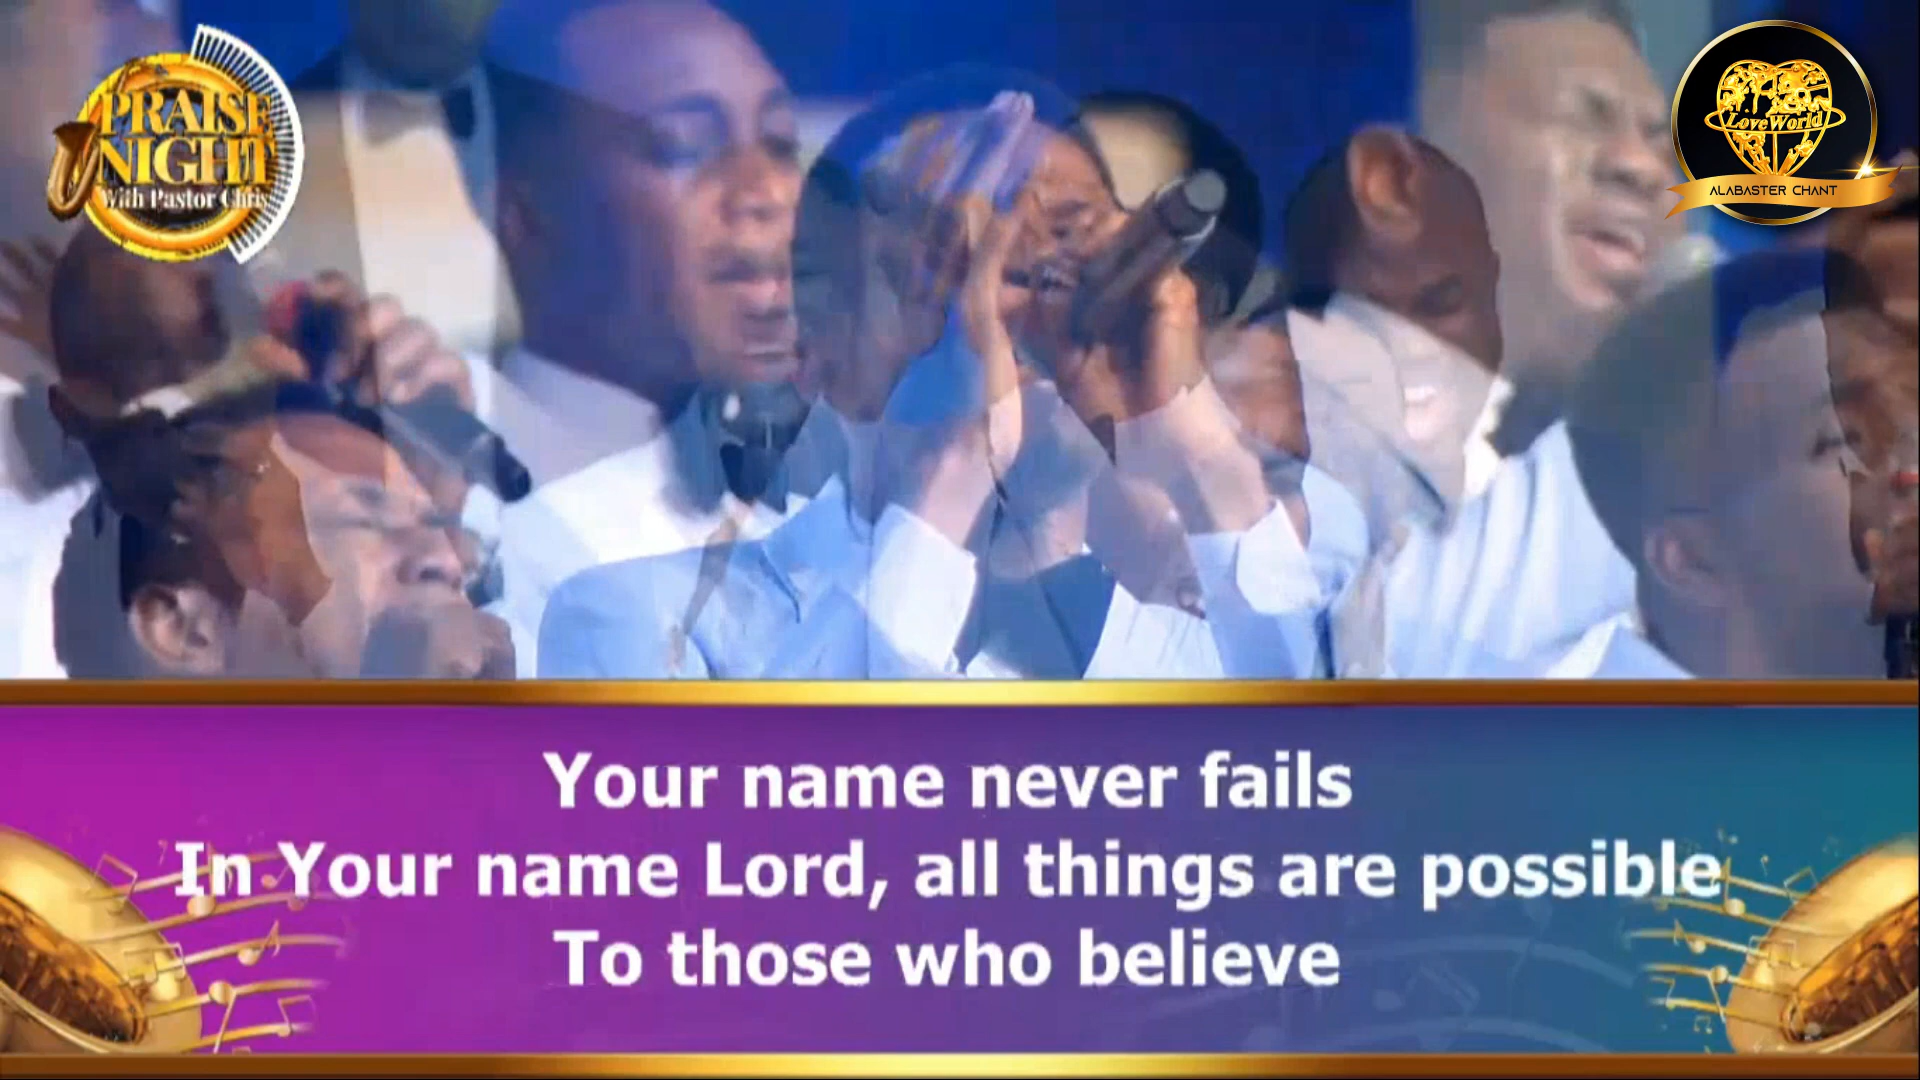 PRAISE
NIGHT
With Pastor Chris
LoveWorld
ALABASTER CHANT
Your name never fails
In Your name Lord, all things are possible
To those who believe